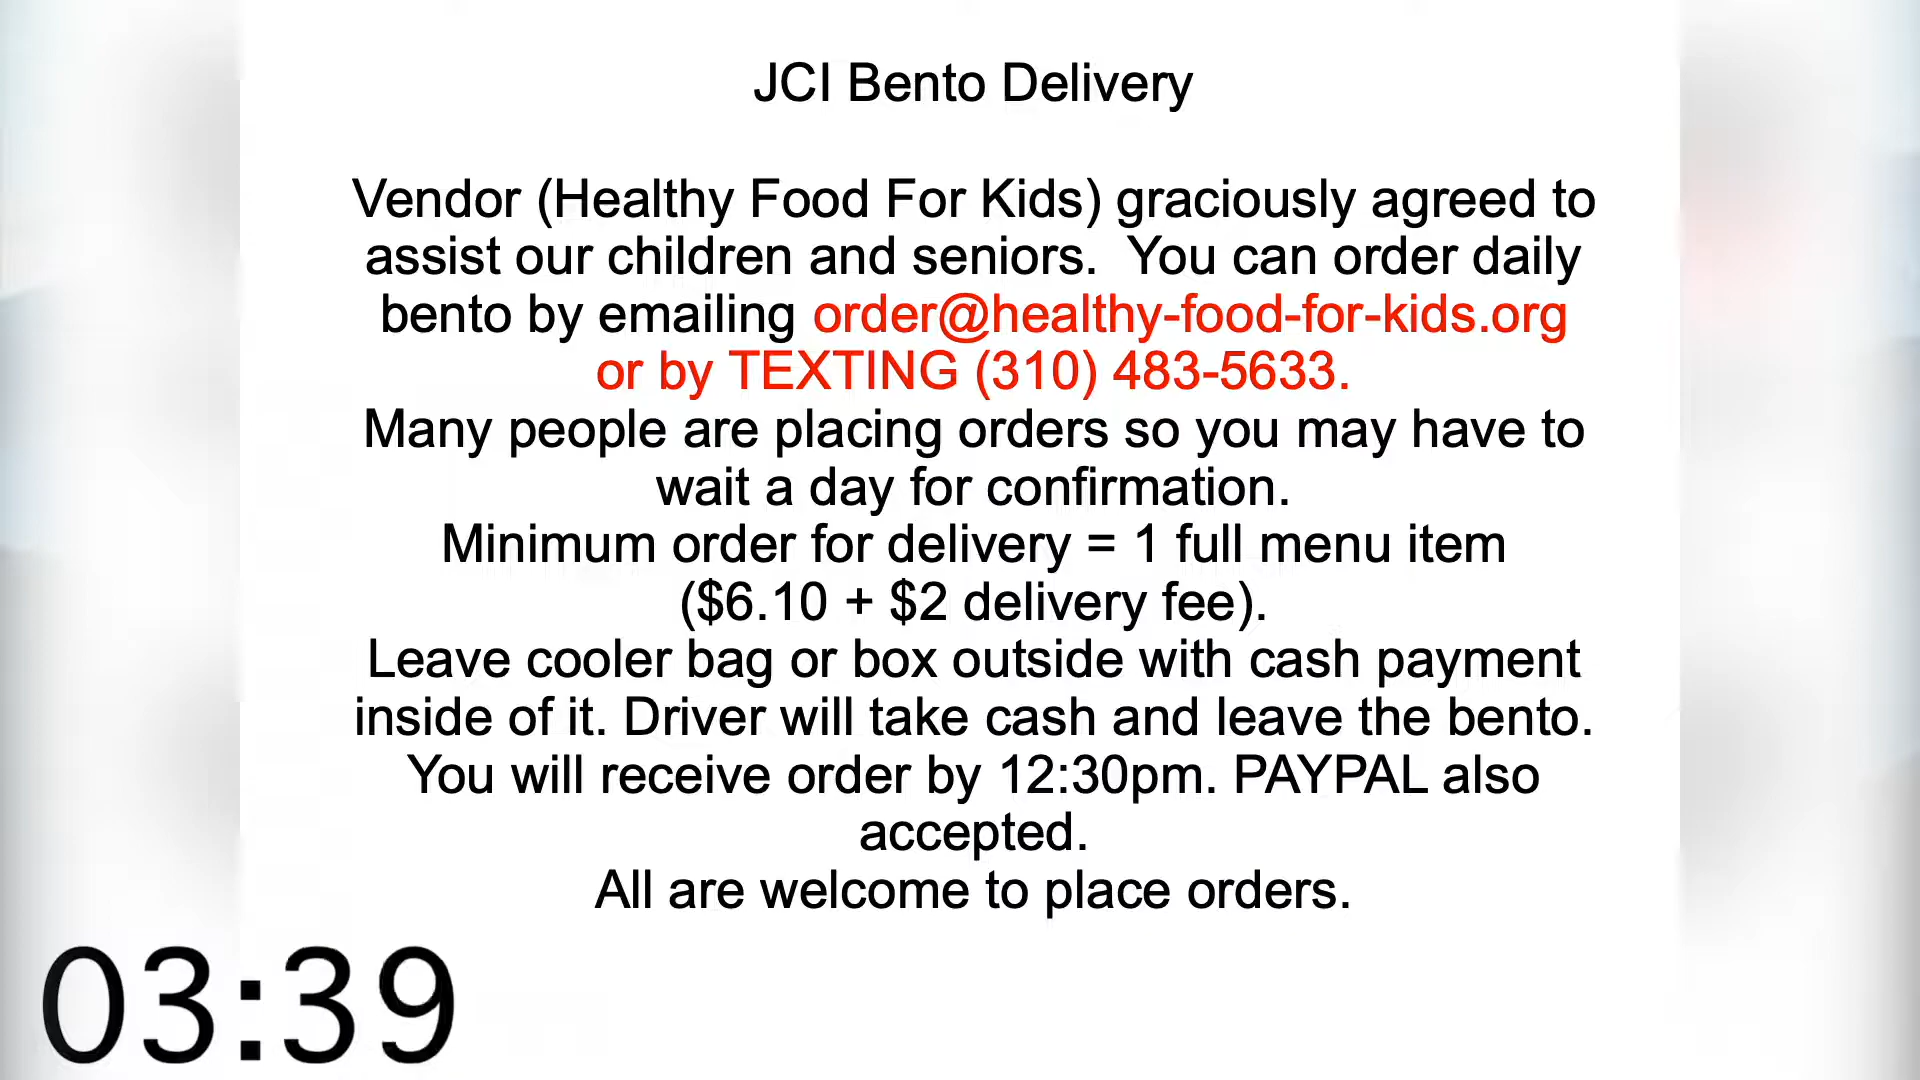 JCI Bento Delivery
Vendor (Healthy Food For Kids) graciously agreed to
assist our children and seniors.  You can order daily
bento by emailing order@healthy-food-for-kids.org
or by TEXTING (310) 483-5633.
Many people are placing orders so you may have to
wait a day for confirmation.
Minimum order for delivery = 1 full menu item
($6.10 + $2 delivery fee).
Leave cooler bag or box outside with cash payment
inside of it. Driver will take cash and leave the bento.
You will receive order by 12:30pm. PAYPAL also
accepted.
All are welcome to place orders.
03:39